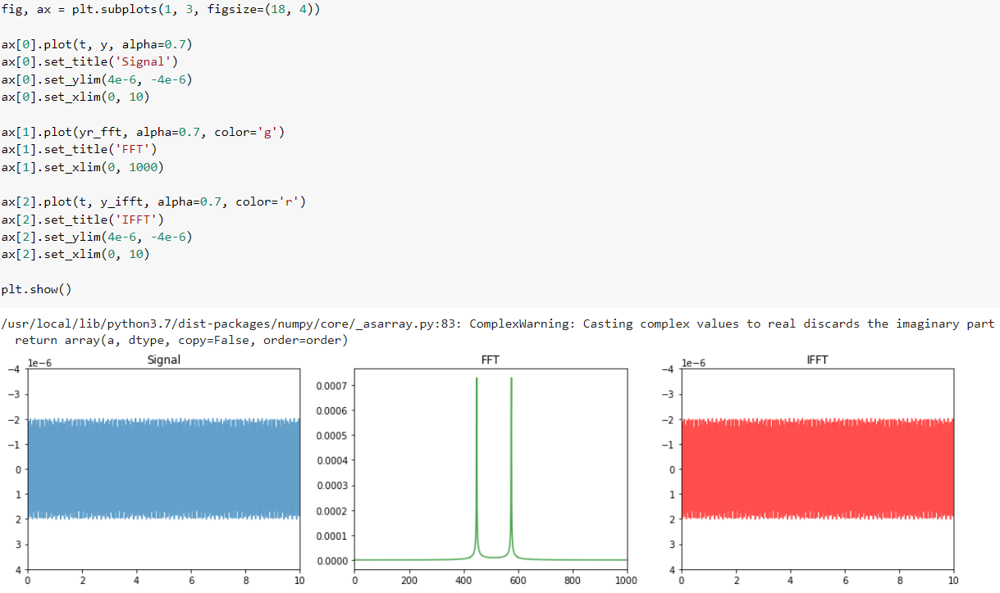 fig, ax = plt.subplots(1, 3, figsize=(18, 4))
ax[0].plot(t, y, alpha=0.7)
ax[0].set_title('Signal')
ax[0].set_ylim(4e-6, -4e-6)
ax[0].set_xlim(0, 10)
ax[1].plot(yr_fft, alpha=0.7, color='g')
ax[1].set_title('FFT')
ax[1].set_xlim(0, 1000)
ax[2].plot(t, y_ifft, alpha=0.7, color='r')
ax[2].set_title('IFFT')
ax[2].set_ylim(4e-6, -4e-6)
ax[2].set_xlim(0, 10)
plt.show()
/usr/local/lib/python3.7/dist-packages/numpy/core/_asarray.py:83: ComplexWarning: Casting complex values to real discards the imaginary part
return array(a, dtype, copy=False, order=order)
Signal
1e−6
−4
−3
−2
−1
0
1
2
3
4
0 2 4 6 8 10
FFT
0.0007
0.0006
0.0005
0.0004
0.0003
0.0002
0.0001
0.0000
0 200 400 600 800 1000
IFFT
1e−6
−4
−3
−2
−1
0
1
2
3
4
0 2 4 6 8 10